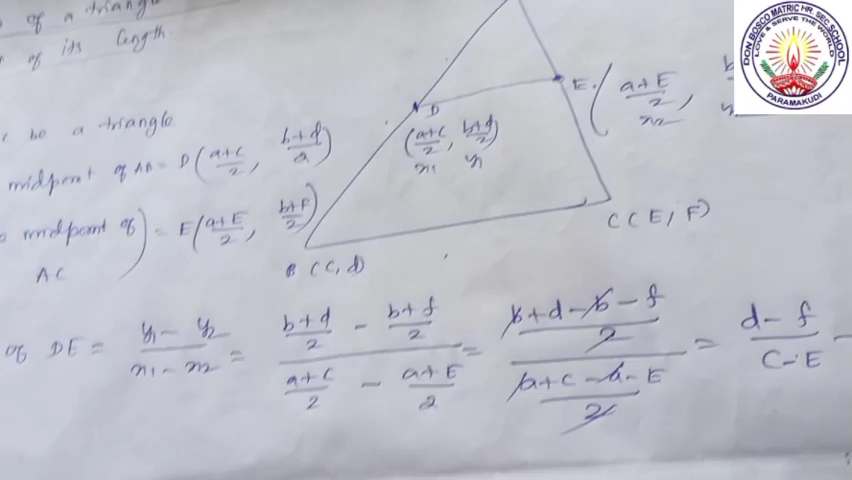 of a triangle
of its length
be a triangle
midpoint of AB = D (a+c/2, b+d/2)
midpoint of AC) = E (a+E/2, b+F/2)
D
(a+c/2, b+d/2)
x1 y1
E. (a+E/2,
x2
B (C, d)
C (E, F)
of DE = y1 - y2 / x1 - x2 = b+d/2 - b+f/2 / a+c/2 - a+E/2 = b+d-b-f/2 / a+c-a-E/2 = d-f / C-E
DON BOSCO MATRIC HR. SEC. SCHOOL
LOVE & SERVE THE WORLD
PARAMAKUDI